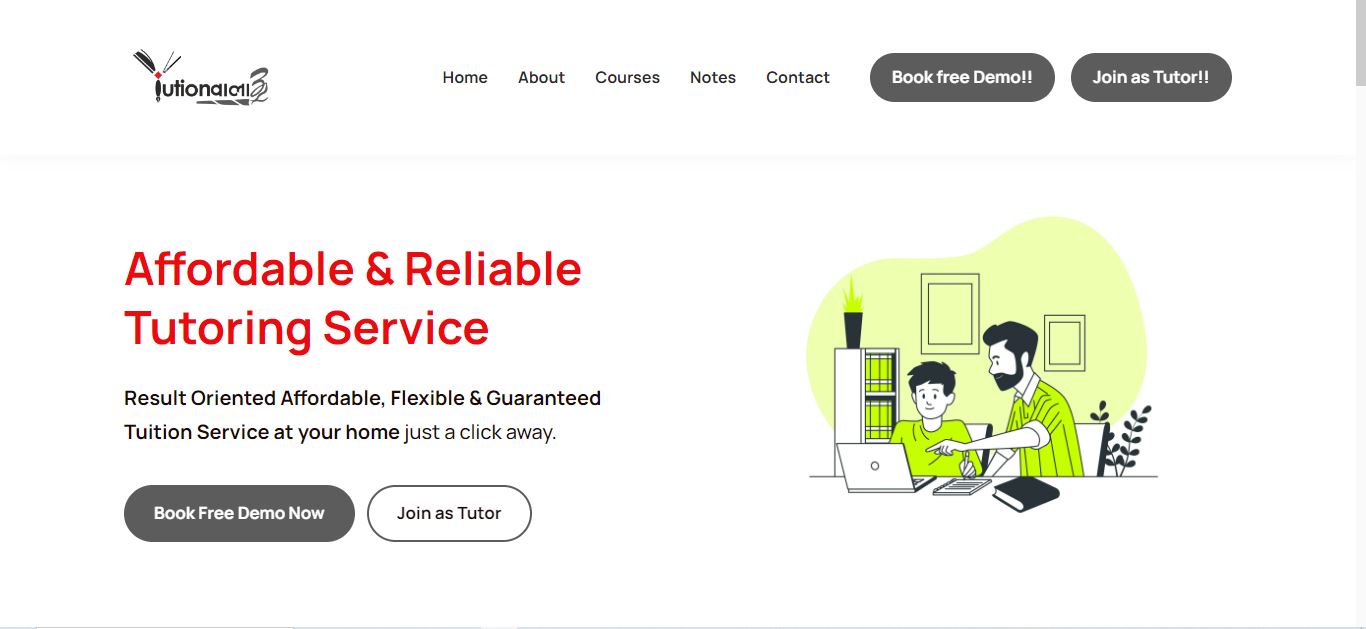 Home
About
Courses
Notes
Contact
Book free Demo!!
Join as Tutor!!
Affordable & Reliable
Tutoring Service
Result Oriented Affordable, Flexible & Guaranteed
Tuition Service at your home just a click away.
Book Free Demo Now
Join as Tutor